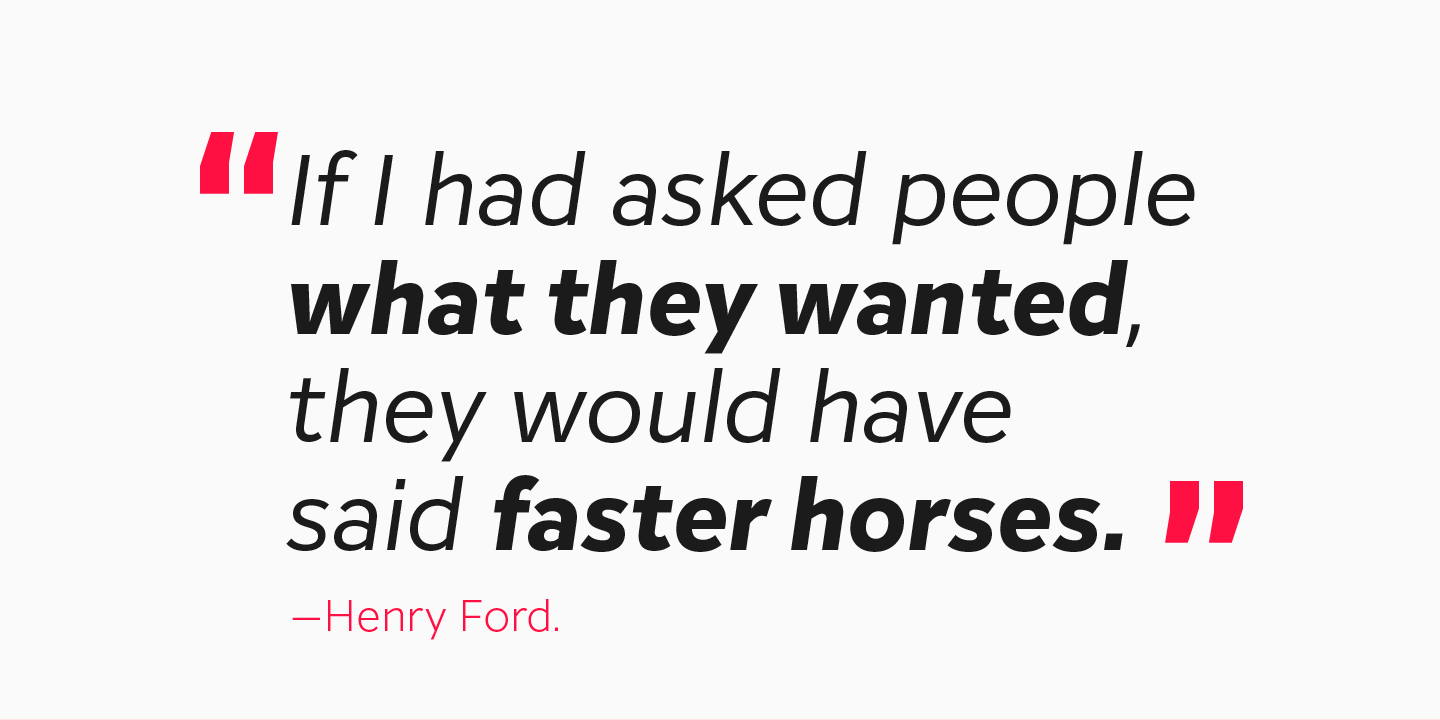 “If I had asked people
what they wanted,
they would have
said faster horses.”
—Henry Ford.